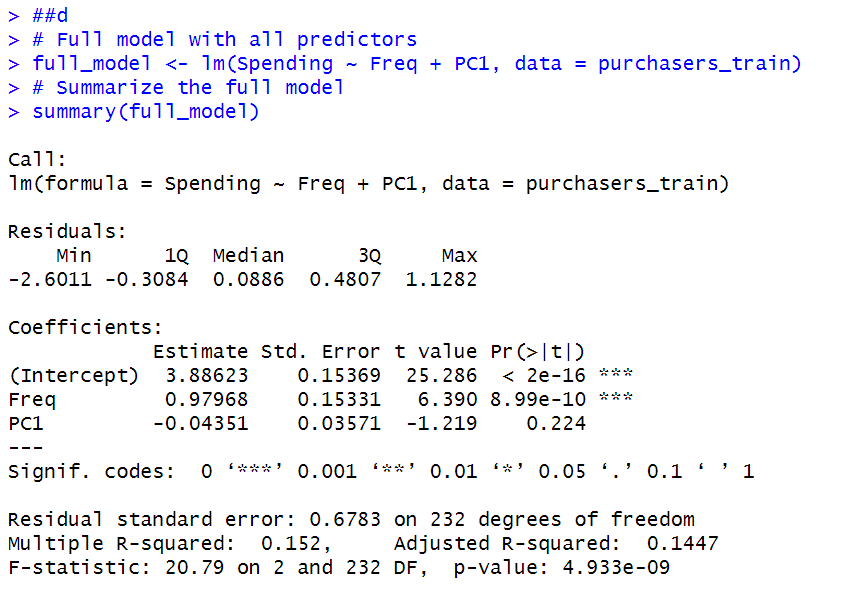 > ##d
> # Full model with all predictors
> full_model <- lm(Spending ~ Freq + PC1, data = purchasers_train)
> # Summarize the full model
> summary(full_model)
Call:
lm(formula = Spending ~ Freq + PC1, data = purchasers_train)
Residuals:
    Min      1Q  Median      3Q     Max
-2.6011 -0.3084  0.0886  0.4807  1.1282
Coefficients:
            Estimate Std. Error t value Pr(>|t|)
(Intercept)  3.88623    0.15369  25.286  < 2e-16 ***
Freq         0.97968    0.15331   6.390 8.99e-10 ***
PC1         -0.04351    0.03571  -1.219    0.224
---
Signif. codes:  0 ‘***’ 0.001 ‘**’ 0.01 ‘*’ 0.05 ‘.’ 0.1 ‘ ’ 1
Residual standard error: 0.6783 on 232 degrees of freedom
Multiple R-squared:  0.152,	Adjusted R-squared:  0.1447
F-statistic: 20.79 on 2 and 232 DF,  p-value: 4.933e-09